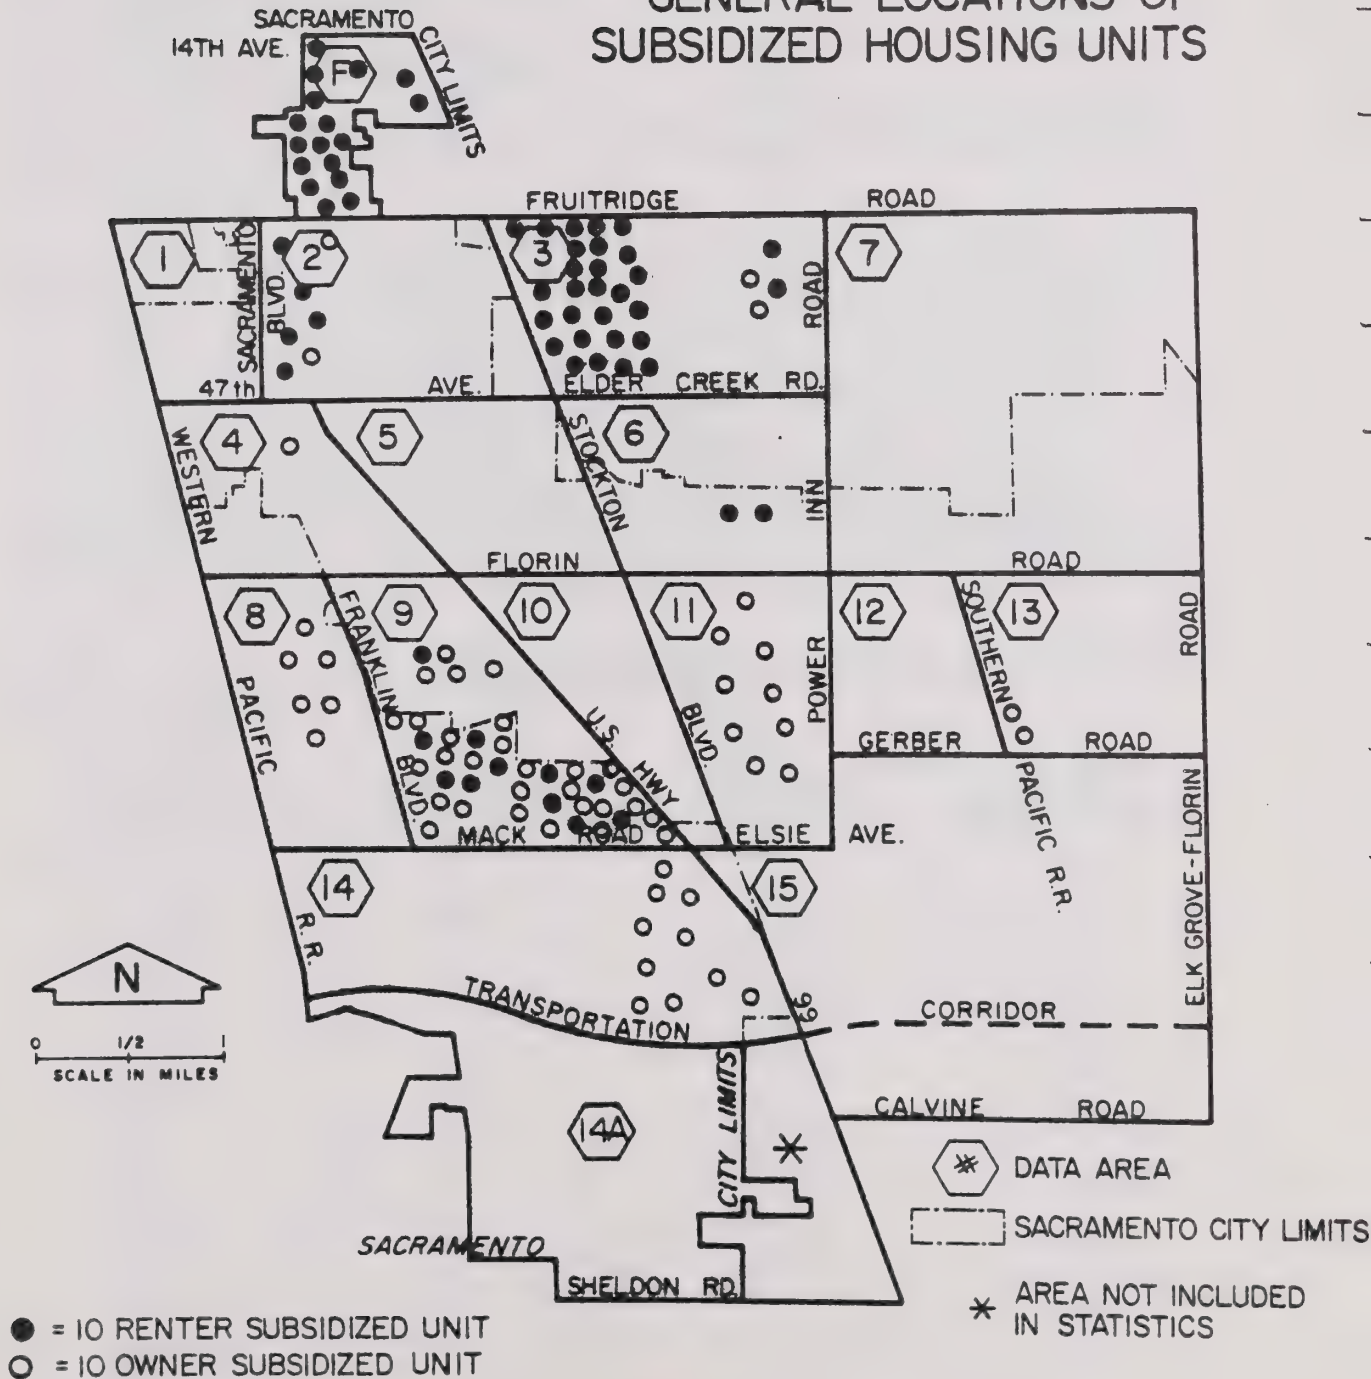 GENERAL LOCATIONS OF
SUBSIDIZED HOUSING UNITS
SACRAMENTO
CITY LIMITS
14TH AVE.
F
FRUITRIDGE ROAD
1
2
3
7
SACRAMENTO
BLVD.
ROAD
47th AVE. ELDER CREEK RD.
4
5
6
WESTERN
STOCKTON
INN
FLORIN ROAD
8
9
10
11
12
13
FRANKLIN
SOUTHERN
ROAD
PACIFIC
BLVD.
U.S.
HWY
BLVD.
POWER
GERBER ROAD
MACK ROAD ELSIE AVE.
PACIFIC R.R.
14
15
R.R.
ELK GROVE-FLORIN
N
TRANSPORTATION
99
CORRIDOR
0 1/2 1
SCALE IN MILES
CITY LIMITS
CALVINE ROAD
14A
*
# DATA AREA
SACRAMENTO CITY LIMITS
SACRAMENTO
SHELDON RD.
* AREA NOT INCLUDED
IN STATISTICS
● = 10 RENTER SUBSIDIZED UNIT
○ = 10 OWNER SUBSIDIZED UNIT